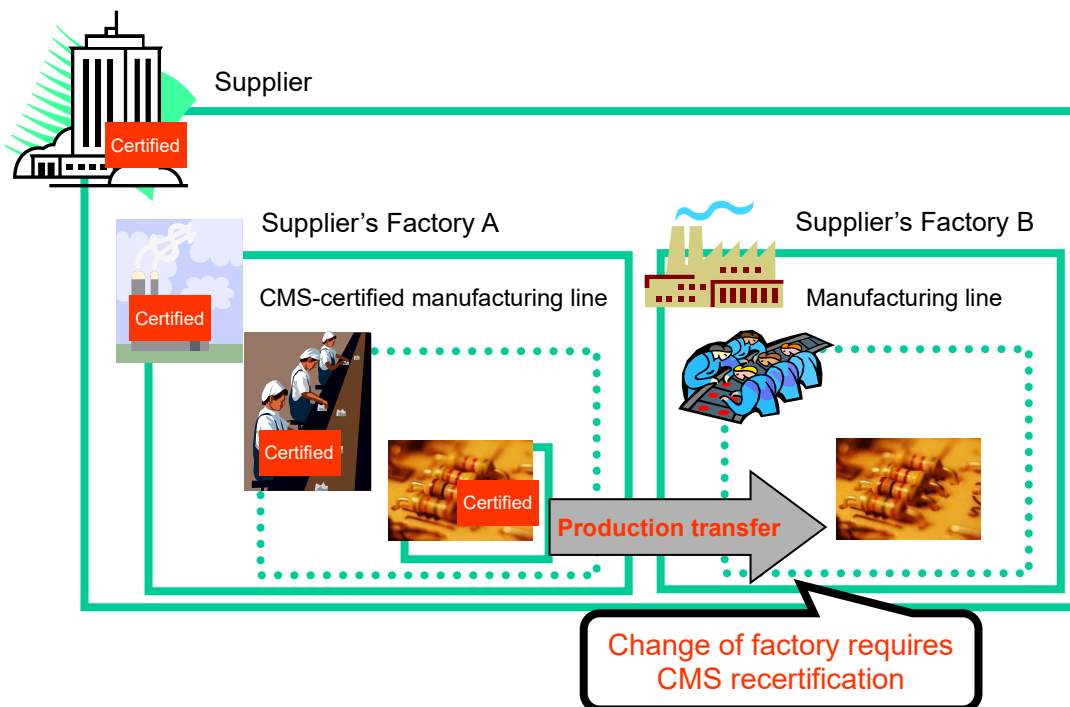 Supplier
Certified
Supplier’s Factory A
Supplier’s Factory B
CMS-certified manufacturing line
Manufacturing line
Certified
Certified
Certified
Production transfer
Change of factory requires
CMS recertification